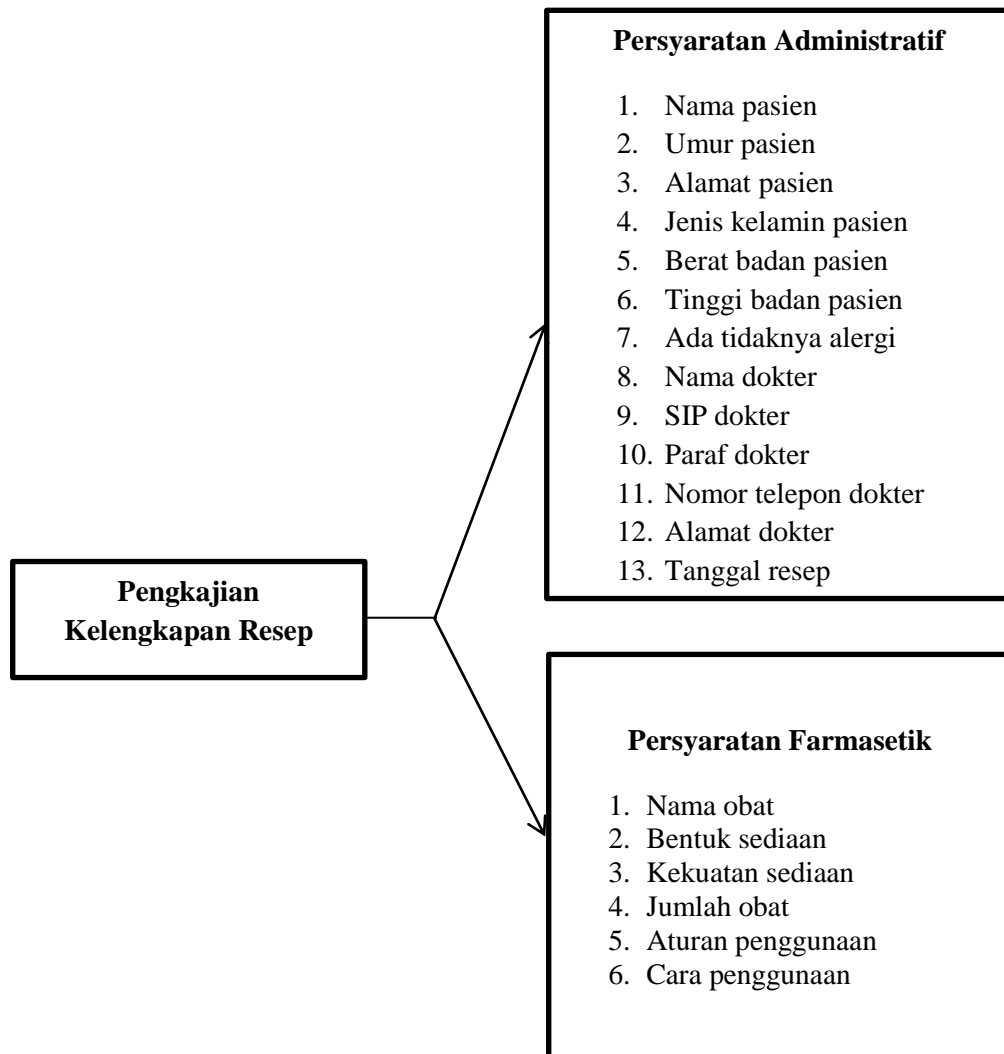 Persyaratan Administratif
1. Nama pasien
2. Umur pasien
3. Alamat pasien
4. Jenis kelamin pasien
5. Berat badan pasien
6. Tinggi badan pasien
7. Ada tidaknya alergi
8. Nama dokter
9. SIP dokter
10. Paraf dokter
11. Nomor telepon dokter
12. Alamat dokter
13. Tanggal resep
Pengkajian
Kelengkapan Resep
Persyaratan Farmasetik
1. Nama obat
2. Bentuk sediaan
3. Kekuatan sediaan
4. Jumlah obat
5. Aturan penggunaan
6. Cara penggunaan